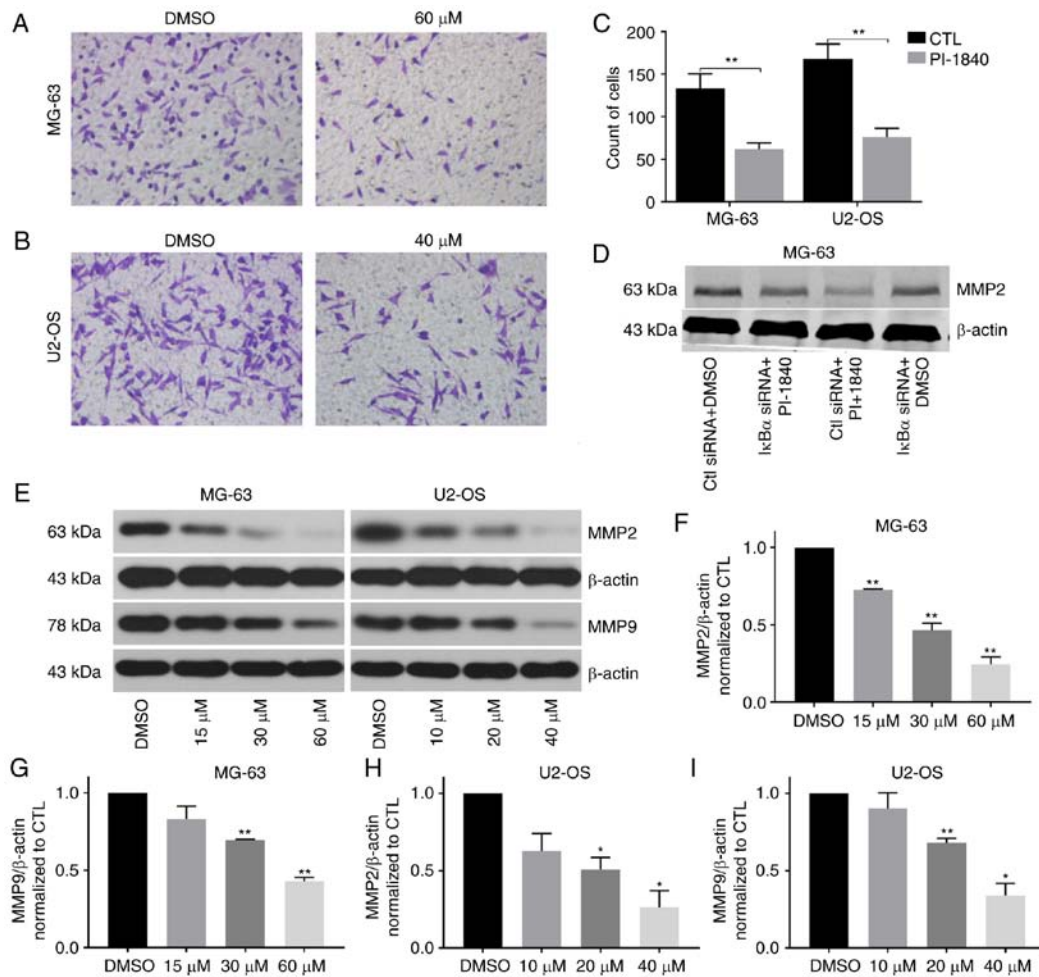 A
DMSO
60 μM
MG-63
B
DMSO
40 μM
U2-OS
C
200
150
100
50
0
Count of cells
**
**
CTL
PI-1840
MG-63
U2-OS
D
MG-63
63 kDa
MMP2
43 kDa
β-actin
Ctl siRNA+DMSO
IκBα siRNA+
PI-1840
Ctl siRNA+
PI+1840
IκBα siRNA+
DMSO
E
MG-63
U2-OS
63 kDa
MMP2
43 kDa
β-actin
78 kDa
MMP9
43 kDa
β-actin
DMSO
15 μM
30 μM
60 μM
DMSO
10 μM
20 μM
40 μM
F
MG-63
MMP2/β-actin
normalized to CTL
1.0
0.5
0.0
**
**
**
DMSO
15 μM
30 μM
60 μM
G
MG-63
MMP9/β-actin
normalized to CTL
1.0
0.5
0.0
**
**
DMSO
15 μM
30 μM
60 μM
H
U2-OS
MMP2/β-actin
normalized to CTL
1.0
0.5
0.0
*
*
DMSO
10 μM
20 μM
40 μM
I
U2-OS
MMP9/β-actin
normalized to CTL
1.0
0.5
0.0
**
*
DMSO
10 μM
20 μM
40 μM